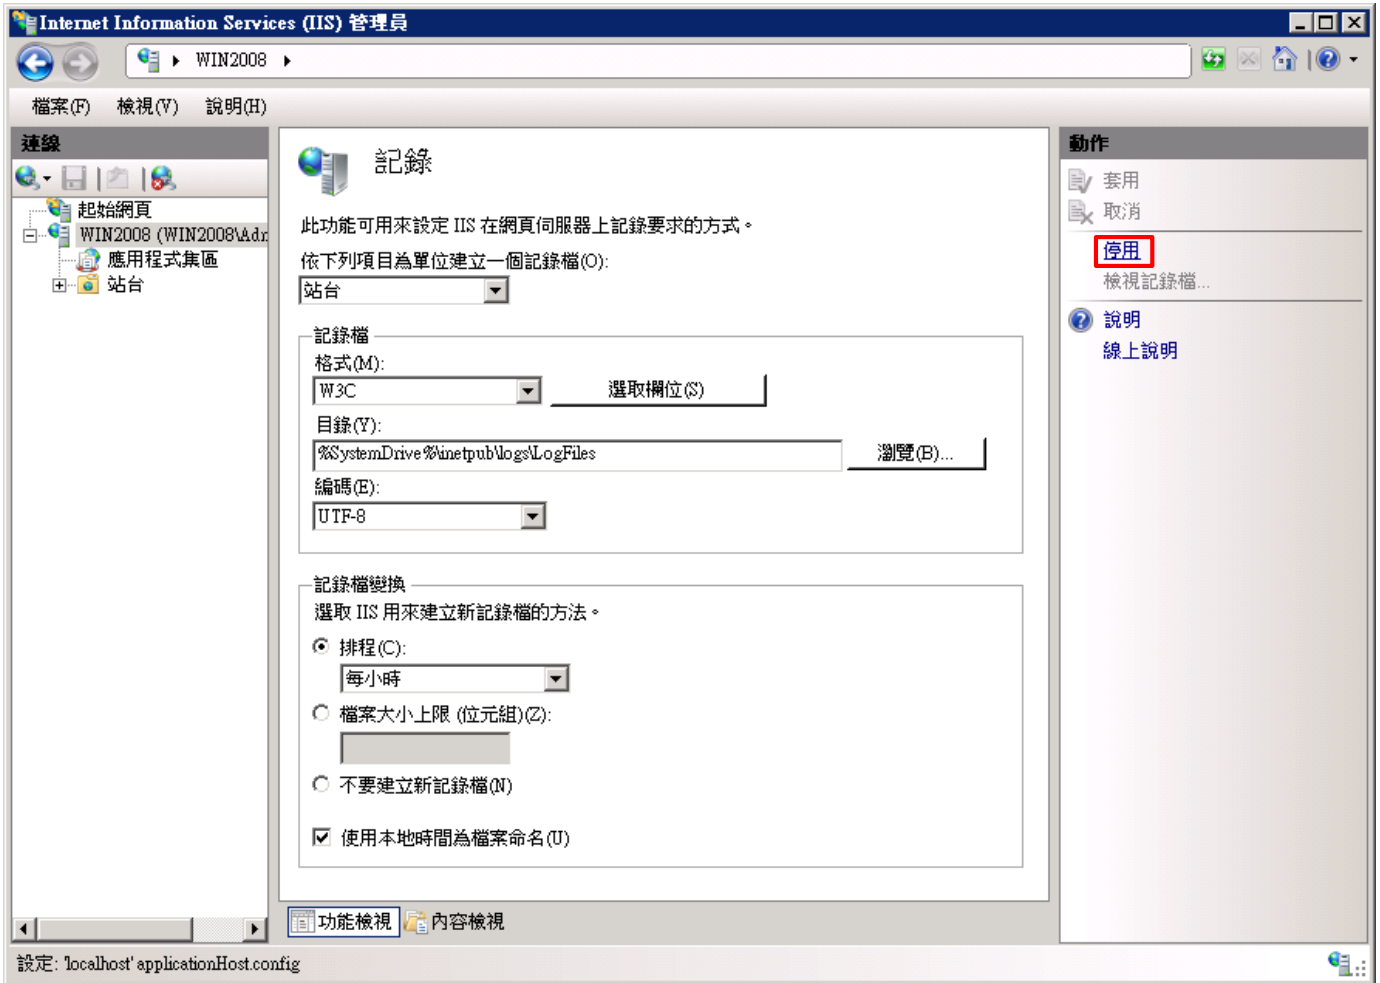 Internet Information Services (IIS) 管理員
WIN2008
檔案(F) 檢視(V) 說明(H)
連線
起始網頁
WIN2008 (WIN2008\Adr
應用程式集區
站台
記錄
此功能可用來設定 IIS 在網頁伺服器上記錄要求的方式。
依下列項目為單位建立一個記錄檔(O):
站台
記錄檔
格式(M):
W3C
選取欄位(S)
目錄(Y):
%SystemDrive%\inetpub\logs\LogFiles
瀏覽(B)...
編碼(E):
UTF-8
記錄檔變換
選取 IIS 用來建立新記錄檔的方法。
排程(C):
每小時
檔案大小上限 (位元組)(Z):
不要建立新記錄檔(N)
使用本地時間為檔案命名(U)
功能檢視 內容檢視
動作
套用
取消
停用
檢視記錄檔...
說明
線上說明
設定: 'localhost' applicationHost.config